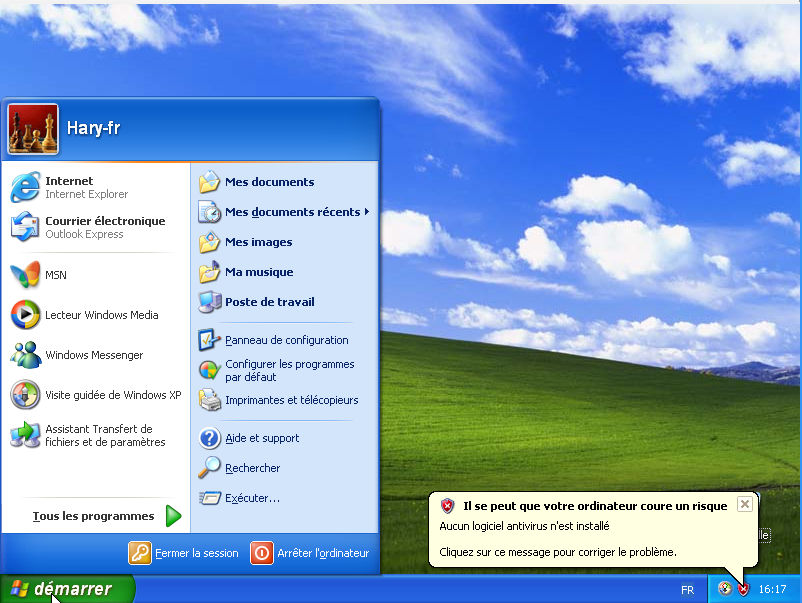 Hary-fr
Internet
Internet Explorer
Courrier électronique
Outlook Express
MSN
Lecteur Windows Media
Windows Messenger
Visite guidée de Windows XP
Assistant Transfert de
fichiers et de paramètres
Tous les programmes
Mes documents
Mes documents récents
Mes images
Ma musique
Poste de travail
Panneau de configuration
Configurer les programmes
par défaut
Imprimantes et télécopieurs
Aide et support
Rechercher
Exécuter...
Fermer la session
Arrêter l'ordinateur
Il se peut que votre ordinateur coure un risque
Aucun logiciel antivirus n'est installé
Cliquez sur ce message pour corriger le problème.
démarrer
FR
16:17